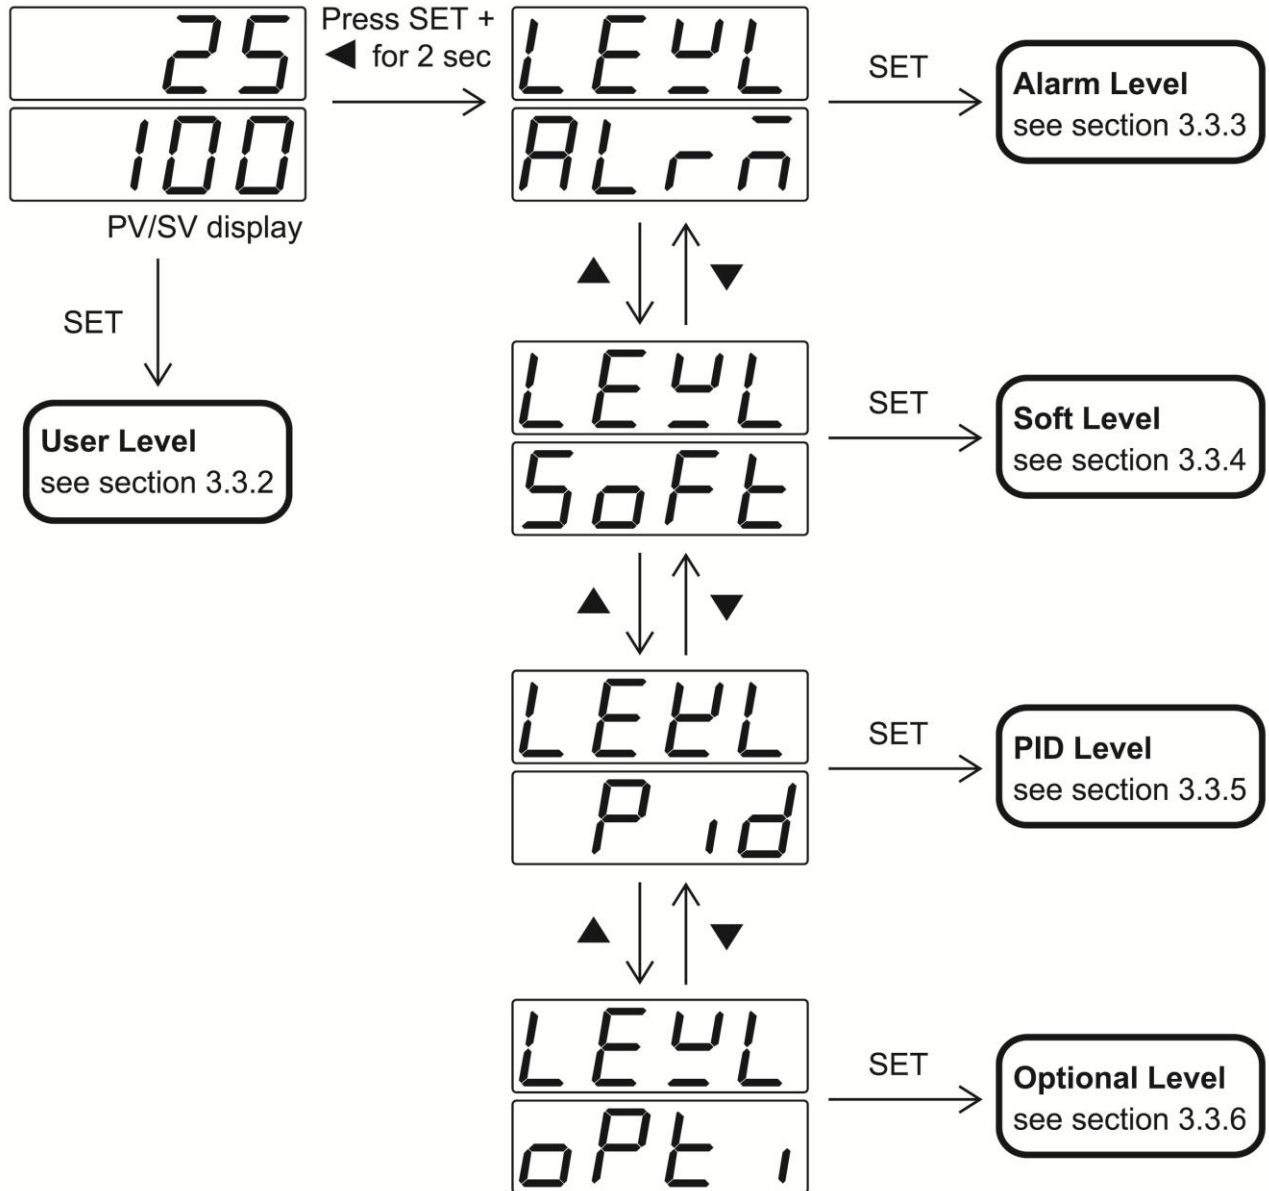 25
100
PV/SV display
Press SET +
◀ for 2 sec
LEVL
ALrm
SET
Alarm Level
see section 3.3.3
SET
User Level
see section 3.3.2
▲ ▼
LEVL
SoFt
SET
Soft Level
see section 3.3.4
▲ ▼
LEVL
Pid
SET
PID Level
see section 3.3.5
▲ ▼
LEVL
oPti
SET
Optional Level
see section 3.3.6